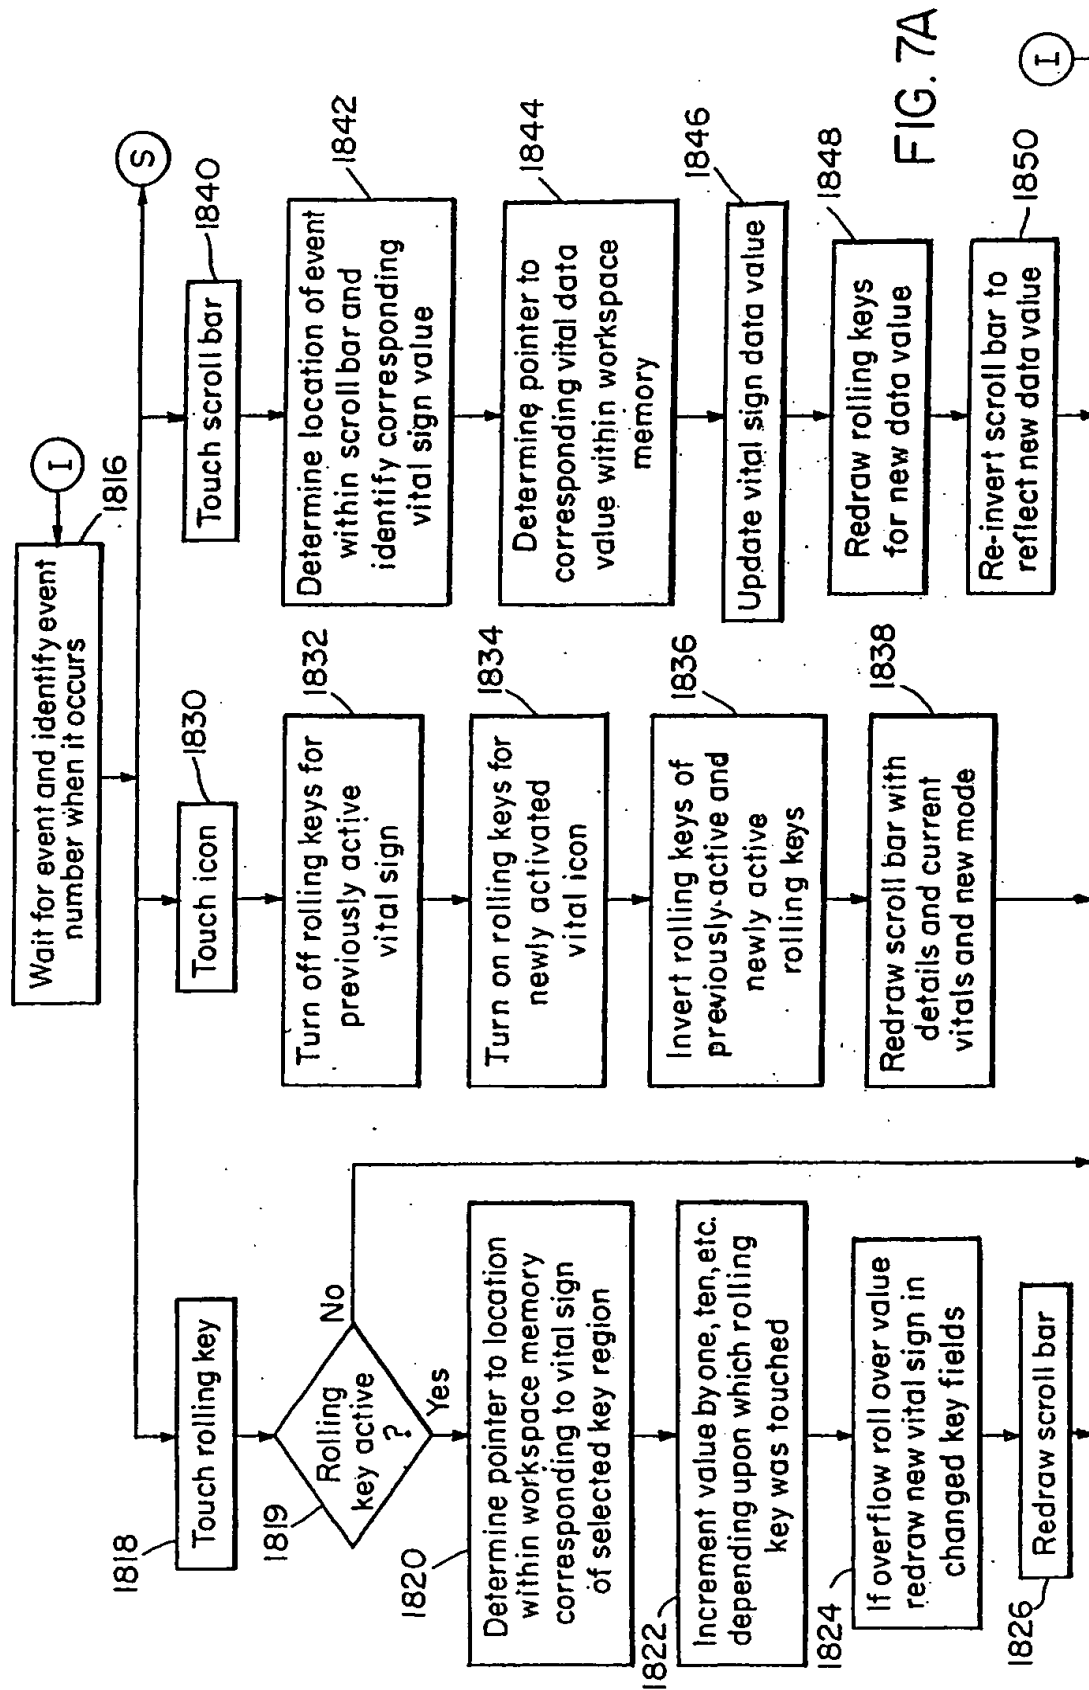 Wait for event and identify event
number when it occurs
1816
I
S
1818
Touch rolling key
1819
Rolling
key active
?
No
Yes
1820
Determine pointer to location
within workspace memory
corresponding to vital sign
of selected key region
1822
Increment value by one, ten, etc.
depending upon which rolling
key was touched
1824
If overflow roll over value
redraw new vital sign in
changed key fields
1826
Redraw scroll bar
1830
Touch icon
1832
Turn off rolling keys for
previously active
vital sign
1834
Turn on rolling keys for
newly activated
vital icon
1836
Invert rolling keys of
previously-active and
newly active
rolling keys
1838
Redraw scroll bar with
details and current
vitals and new mode
1840
Touch scroll bar
1842
Determine location of event
within scroll bar and
identify corresponding
vital sign value
1844
Determine pointer to
corresponding vital data
value within workspace
memory
1846
Update vital sign data value
1848
Redraw rolling keys
for new data value
1850
Re-invert scroll bar to
reflect new data value
FIG. 7A
I